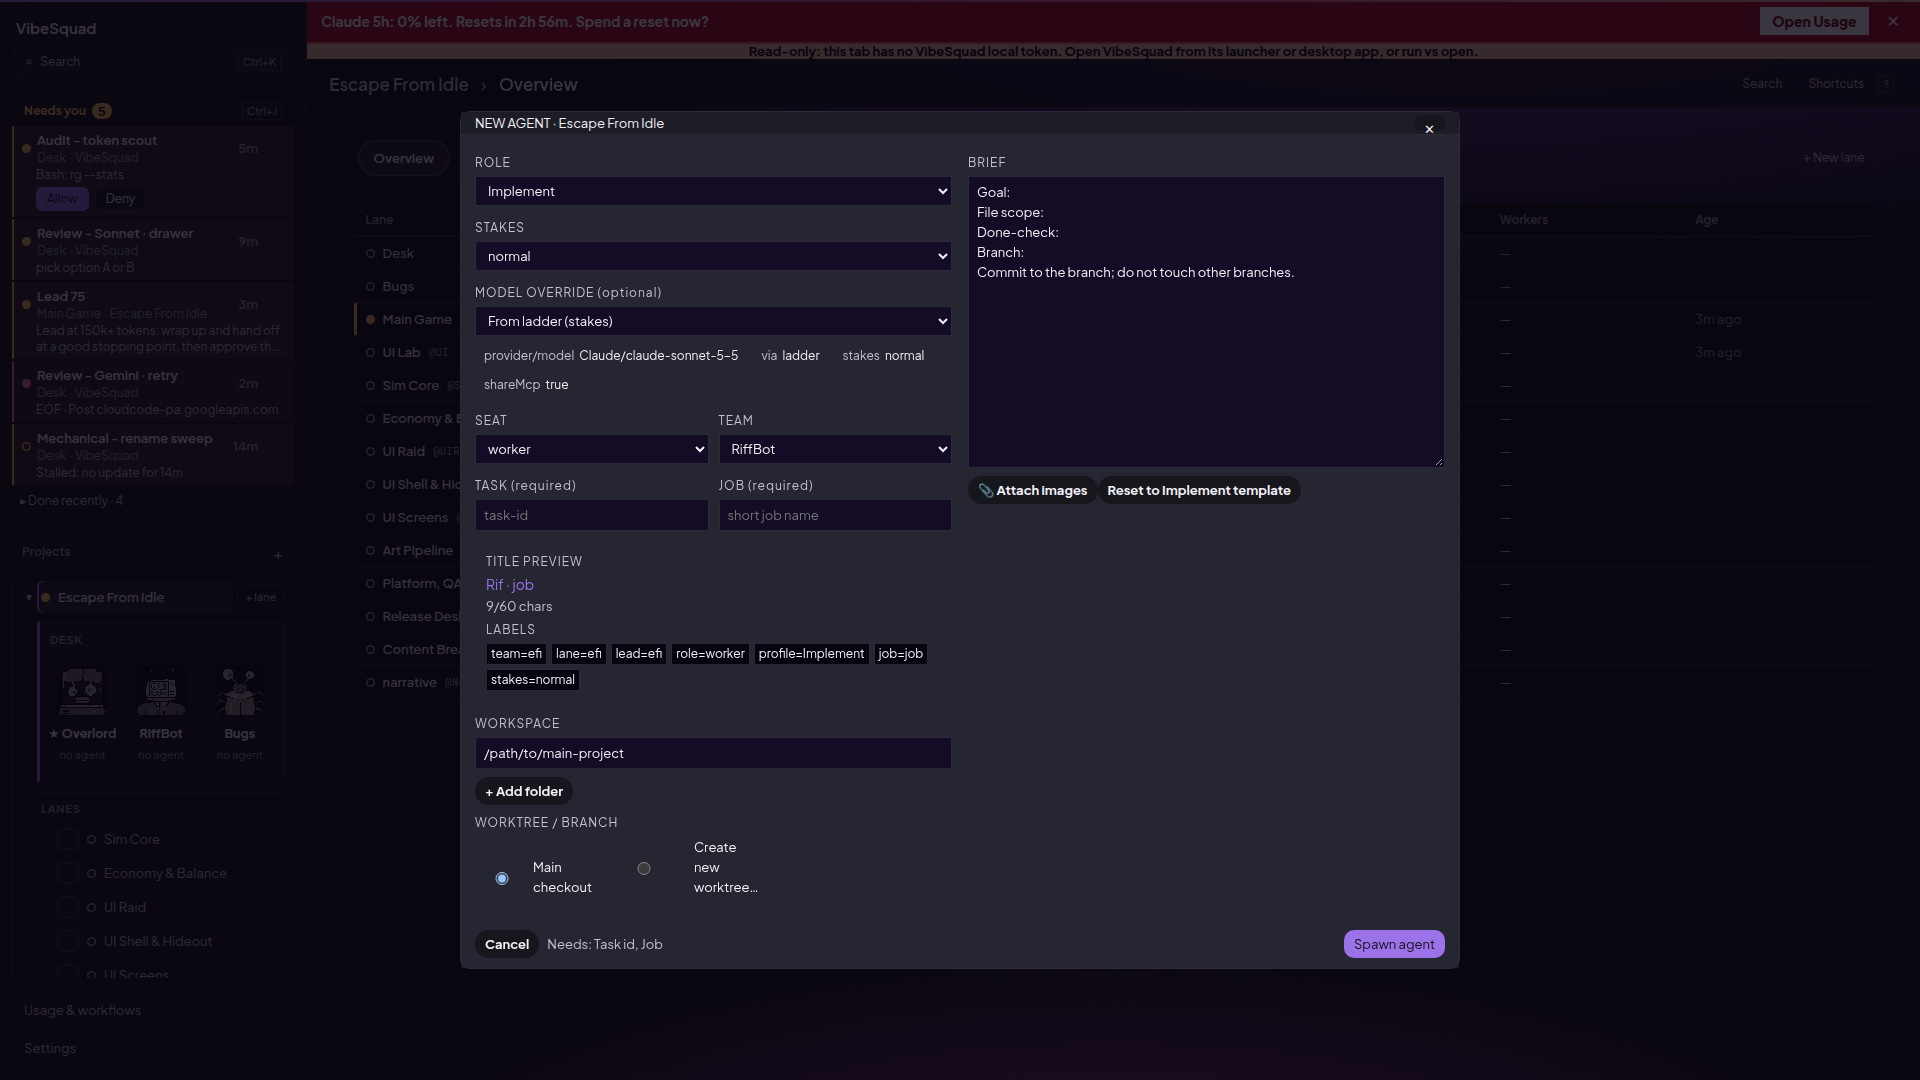 VibeSquad
Search Ctrl+K
Needs you 5 Ctrl+J
Audit – token scout 5m
Desk · VibeSquad
Bash: rg --stats
Allow Deny
Review – Sonnet · drawer 9m
Desk · VibeSquad
pick option A or B
Lead 75 3m
Main Game · Escape From Idle
Lead at 150k+ tokens: wrap up and hand off
at a good stopping point, then approve th...
Review – Gemini · retry 2m
Desk · VibeSquad
EOF · Post cloudcode-pa.googleapis.com
Mechanical – rename sweep 14m
Desk · VibeSquad
Stalled: no update for 14m
▸ Done recently · 4
Projects +
▾ Escape From Idle + lane
DESK
★ Overlord RiffBot Bugs
no agent no agent no agent
LANES
Sim Core
Economy & Balance
UI Raid
UI Shell & Hideout
UI Screens
Usage & workflows
Settings
Claude 5h: 0% left. Resets in 2h 56m. Spend a reset now? Open Usage ×
Read-only: this tab has no VibeSquad local token. Open VibeSquad from its launcher or desktop app, or run vs open.
Escape From Idle › Overview Search Shortcuts ?
Overview + New lane
Lane Workers Age
Desk —
Bugs —
Main Game — 3m ago
UI Lab @UI — 3m ago
Sim Core —
Economy & —
UI Raid —
UI Shell & —
UI Screens —
Art Pipeline —
Platform, QA —
Release —
Content —
narrative —
NEW AGENT · Escape From Idle ×
ROLE
Implement
STAKES
normal
MODEL OVERRIDE (optional)
From ladder (stakes)
provider/model Claude/claude-sonnet-5-5 via ladder stakes normal
shareMcp true
SEAT TEAM
worker RiffBot
TASK (required) JOB (required)
task-id short job name
TITLE PREVIEW
Rif · job
9/60 chars
LABELS
team=efi lane=efi lead=efi role=worker profile=Implement job=job
stakes=normal
WORKSPACE
/path/to/main-project
+ Add folder
WORKTREE / BRANCH
Main checkout
Create new worktree...
BRIEF
Goal:
File scope:
Done-check:
Branch:
Commit to the branch; do not touch other branches.
Attach images Reset to Implement template
Cancel Needs: Task id, Job Spawn agent